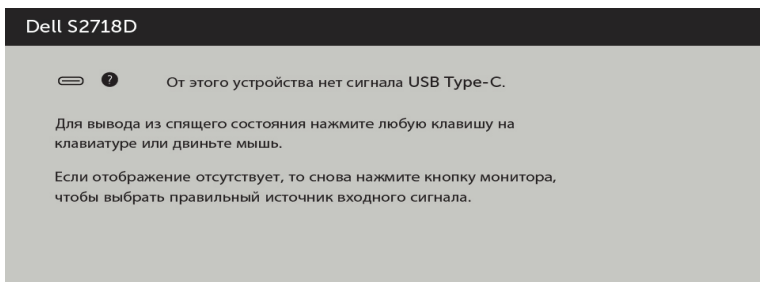 Dell S2718D
? От этого устройства нет сигнала USB Type-C.
Для вывода из спящего состояния нажмите любую клавишу на
клавиатуре или двиньте мышь.
Если отображение отсутствует, то снова нажмите кнопку монитора,
чтобы выбрать правильный источник входного сигнала.